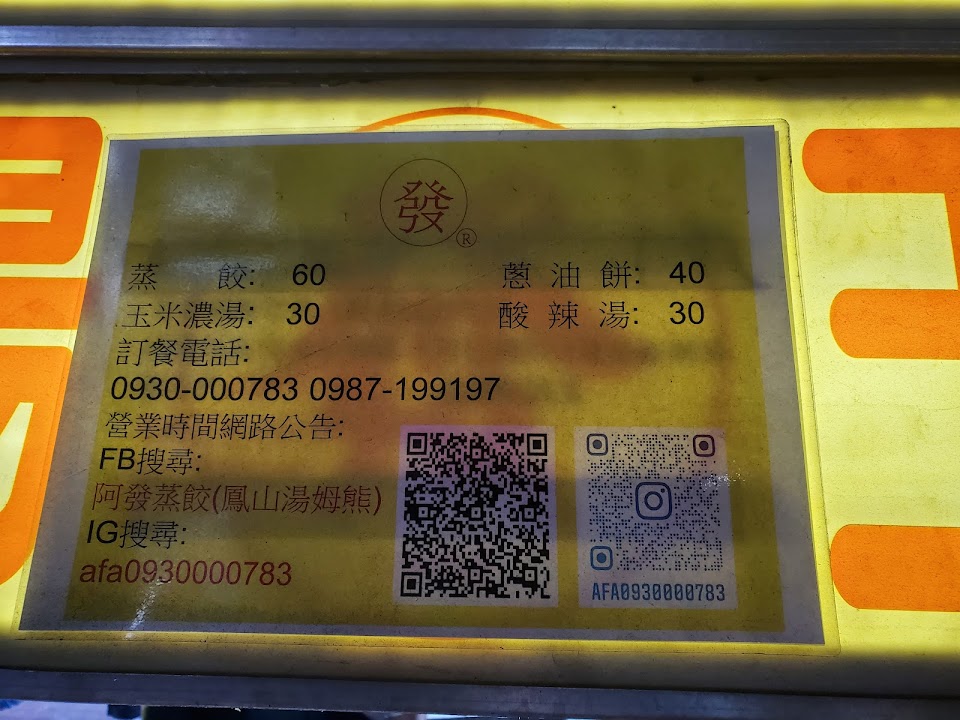 發
®
蒸 餃: 60 蔥 油 餅: 40
玉米濃湯: 30 酸 辣 湯: 30
訂餐電話:
0930-000783 0987-199197
營業時間網路公告:
FB搜尋:
阿發蒸餃(鳳山湯姆熊)
IG搜尋:
afa0930000783
AFA0930000783